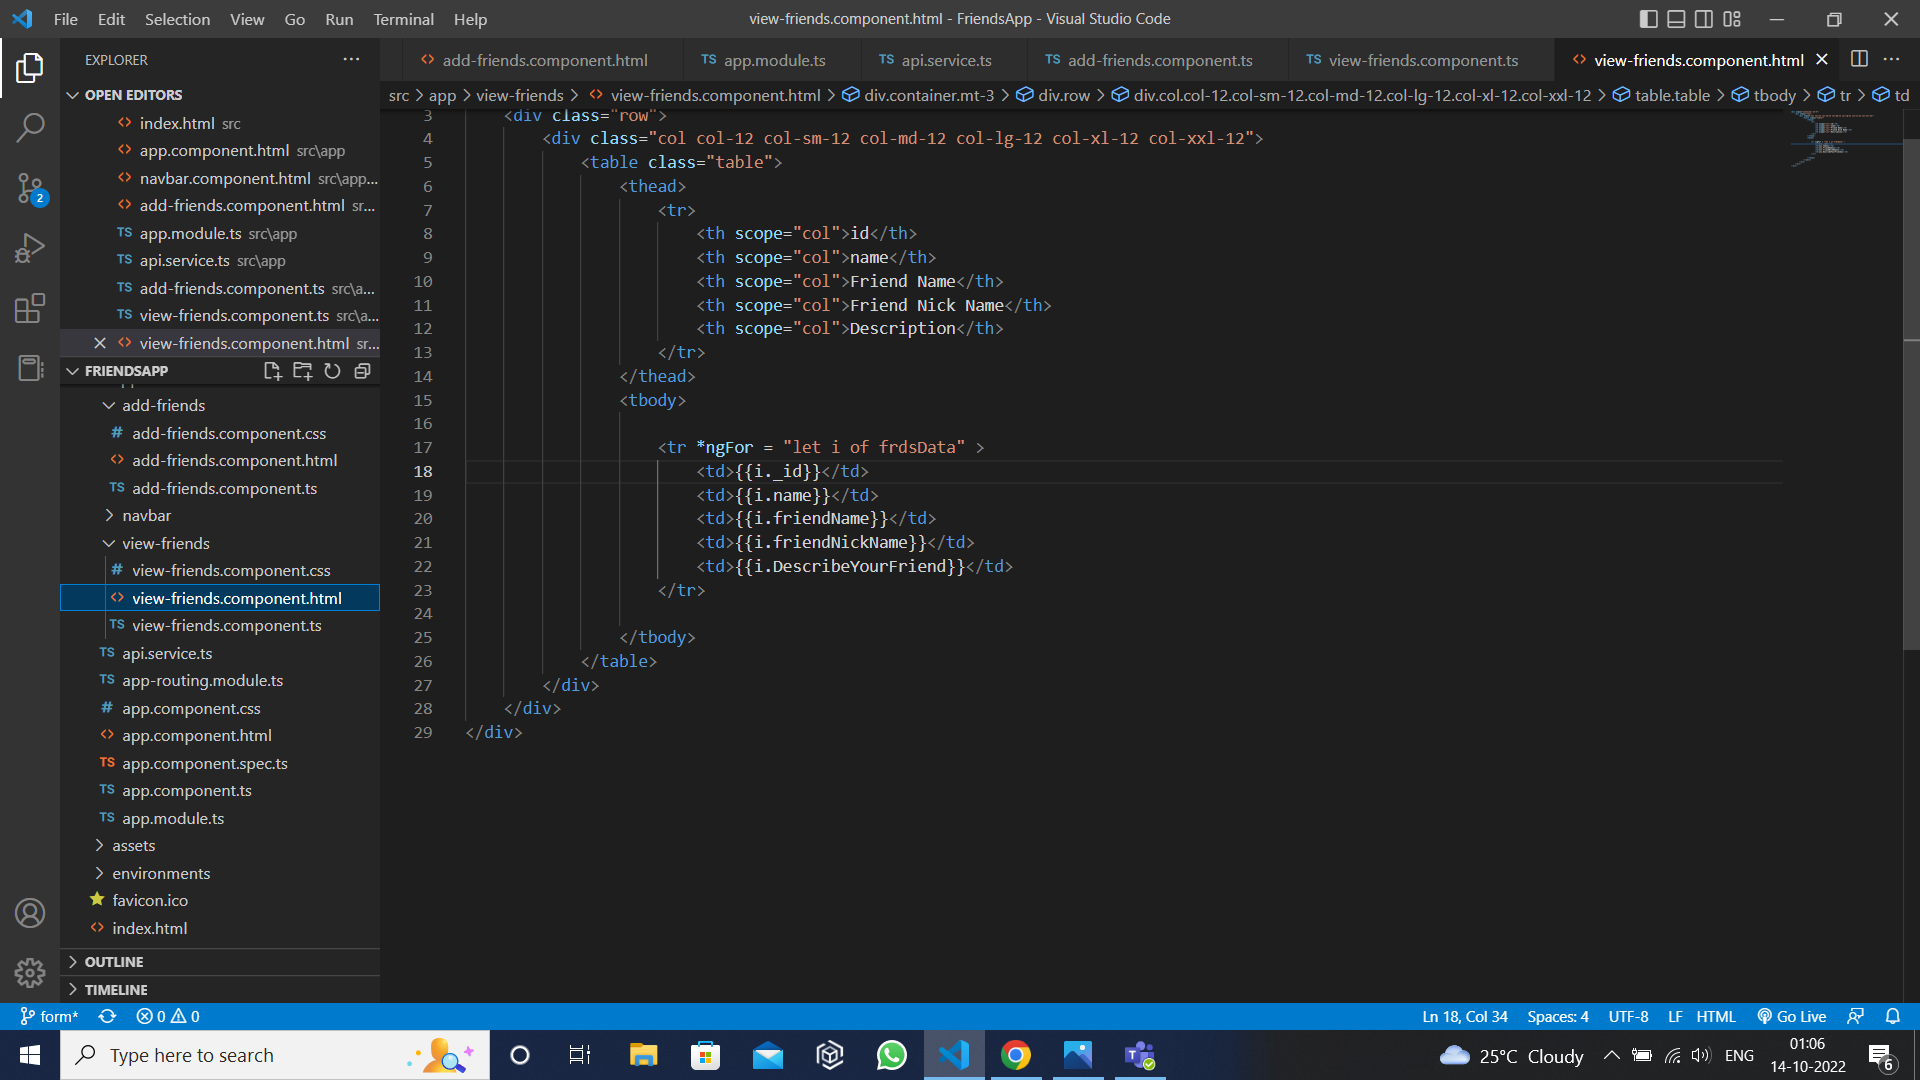 File Edit Selection View Go Run Terminal Help
view-friends.component.html - FriendsApp - Visual Studio Code
EXPLORER
OPEN EDITORS
index.html src
app.component.html src\app
navbar.component.html src\app...
add-friends.component.html sr...
app.module.ts src\app
api.service.ts src\app
add-friends.component.ts src\a...
view-friends.component.ts src\a...
view-friends.component.html sr...
FRIENDSAPP
add-friends
add-friends.component.css
add-friends.component.html
TS add-friends.component.ts
navbar
view-friends
view-friends.component.css
view-friends.component.html
TS view-friends.component.ts
TS api.service.ts
TS app-routing.module.ts
app.component.css
app.component.html
TS app.component.spec.ts
TS app.component.ts
TS app.module.ts
assets
environments
favicon.ico
index.html
OUTLINE
TIMELINE
add-friends.component.html TS app.module.ts TS api.service.ts TS add-friends.component.ts TS view-friends.component.ts view-friends.component.html
src > app > view-friends > view-friends.component.html > div.container.mt-3 > div.row > div.col.col-12.col-sm-12.col-md-12.col-lg-12.col-xl-12.col-xxl-12 > table.table > tbody > tr > td
3 <div class="row">
4 <div class="col col-12 col-sm-12 col-md-12 col-lg-12 col-xl-12 col-xxl-12">
5 <table class="table">
6 <thead>
7 <tr>
8 <th scope="col">id</th>
9 <th scope="col">name</th>
10 <th scope="col">Friend Name</th>
11 <th scope="col">Friend Nick Name</th>
12 <th scope="col">Description</th>
13 </tr>
14 </thead>
15 <tbody>
16
17 <tr *ngFor = "let i of frdsData" >
18 <td>{{i._id}}</td>
19 <td>{{i.name}}</td>
20 <td>{{i.friendName}}</td>
21 <td>{{i.friendNickName}}</td>
22 <td>{{i.DescribeYourFriend}}</td>
23 </tr>
24
25 </tbody>
26 </table>
27 </div>
28 </div>
29 </div>
form* 0 0 Ln 18, Col 34 Spaces: 4 UTF-8 LF HTML Go Live
Type here to search
25°C Cloudy ENG
01:06
14-10-2022
6
2